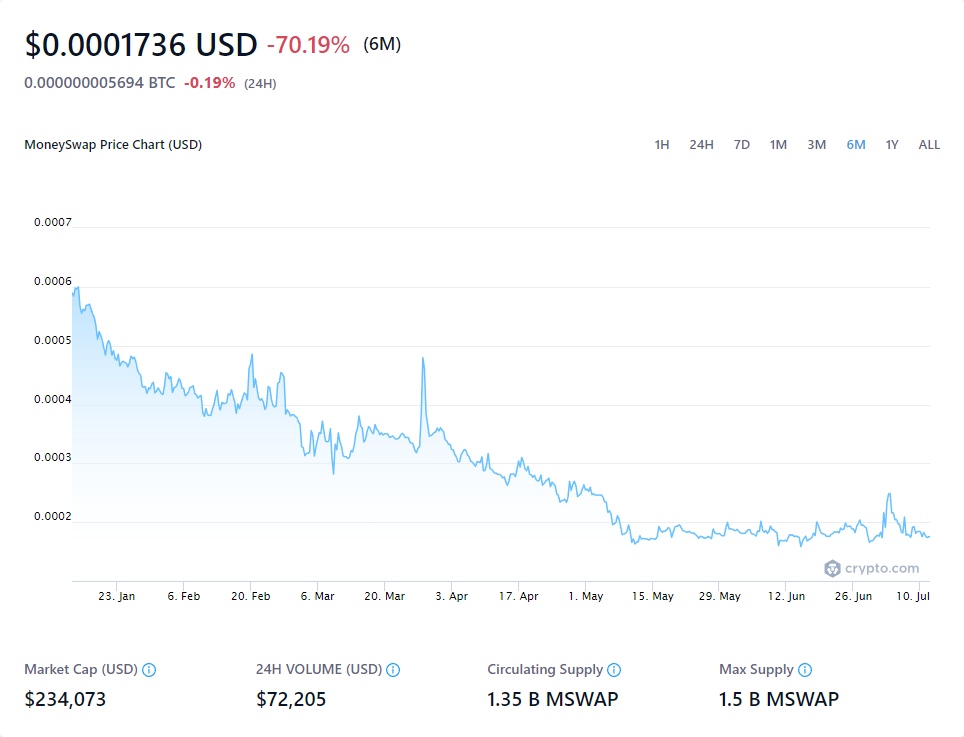 $0.0001736 USD -70.19% (6M)
0.000000005694 BTC -0.19% (24H)
MoneySwap Price Chart (USD) 1H 24H 7D 1M 3M 6M 1Y ALL
0.0007
0.0006
0.0005
0.0004
0.0003
0.0002
crypto.com
23. Jan 6. Feb 20. Feb 6. Mar 20. Mar 3. Apr 17. Apr 1. May 15. May 29. May 12. Jun 26. Jun 10. Jul
Market Cap (USD) 24H VOLUME (USD) Circulating Supply Max Supply
$234,073 $72,205 1.35 B MSWAP 1.5 B MSWAP